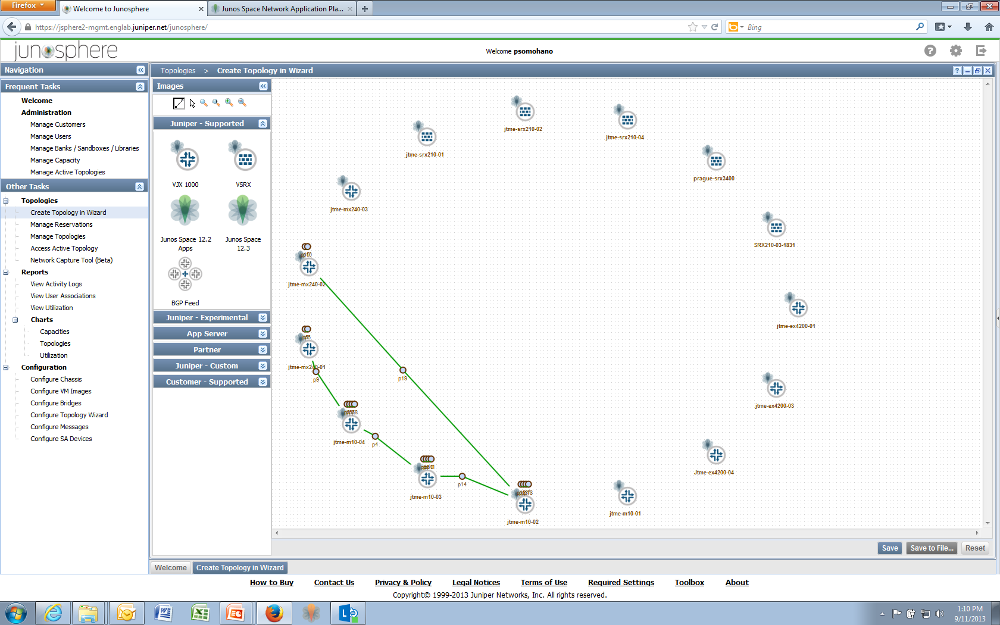 Firefox
Welcome to Junosphere
Junos Space Network Application Pla...
https://jsphere2-mgmt.englab.juniper.net/junosphere/
Bing
junosphere
Welcome psomohano
Navigation
Topologies > Create Topology in Wizard
Frequent Tasks
Welcome
Administration
Manage Customers
Manage Users
Manage Banks / Sandboxes / Libraries
Manage Capacity
Manage Active Topologies
Other Tasks
Topologies
Create Topology in Wizard
Manage Reservations
Manage Topologies
Access Active Topology
Network Capture Tool (Beta)
Reports
View Activity Logs
View User Associations
View Utilization
Charts
Capacities
Topologies
Utilization
Configuration
Configure Chassis
Configure VM Images
Configure Bridges
Configure Topology Wizard
Configure Messages
Configure SA Devices
Images
Juniper - Supported
VJX 1000
VSRX
Junos Space 12.2 Apps
Junos Space 12.3
BGP Feed
Juniper - Experimental
App Server
Partner
Juniper - Custom
Customer - Supported
jtme-srx210-02
jtme-srx210-04
jtme-srx210-01
prague-srx3400
jtme-mx240-03
SRX210-03-1831
jtme-mx240-02
jtme-ex4200-01
jtme-mx240-01
p9
p19
jtme-ex4200-03
jtme-m10-04
p4
Jtme-ex4200-04
p14
jtme-m10-03
jtme-m10-01
jtme-m10-02
Save
Save to File...
Reset
Welcome
Create Topology in Wizard
How to Buy
Contact Us
Privacy & Policy
Legal Notices
Terms of Use
Required Settings
Toolbox
About
Copyright© 1999-2013 Juniper Networks, Inc. All rights reserved.
1:10 PM
9/11/2013